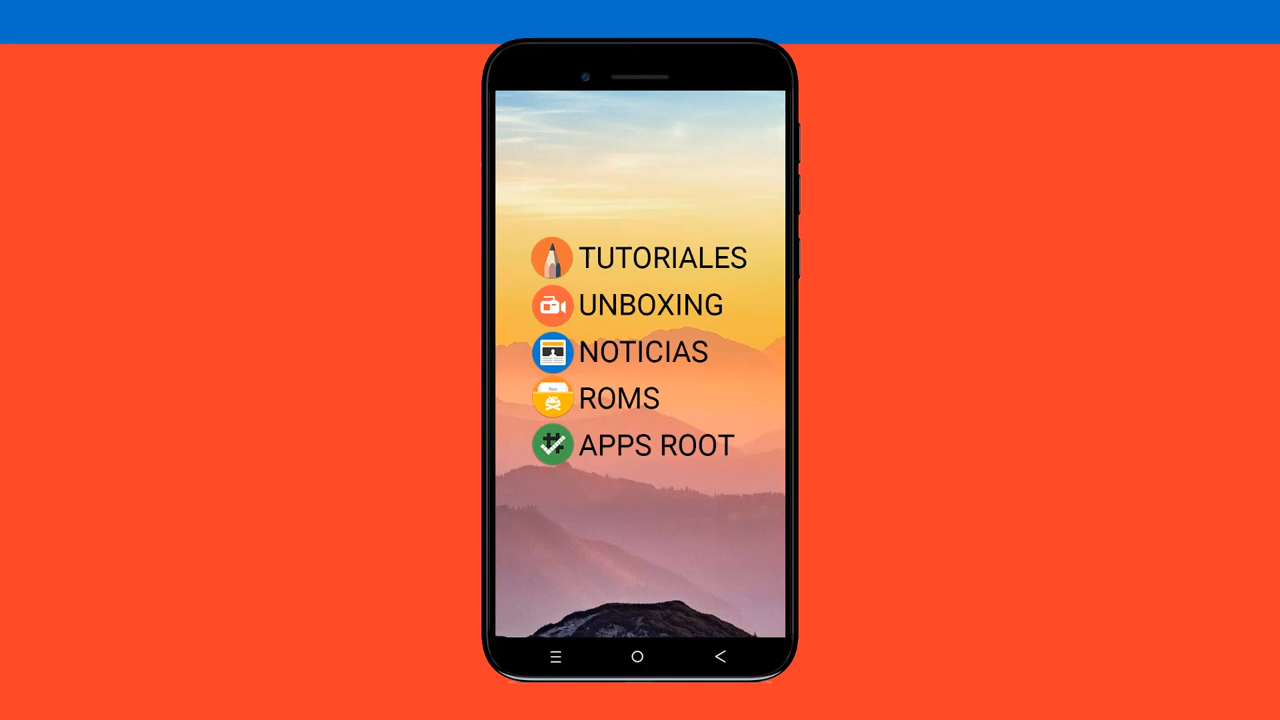 TUTORIALES
UNBOXING
NOTICIAS
ROMS
APPS ROOT